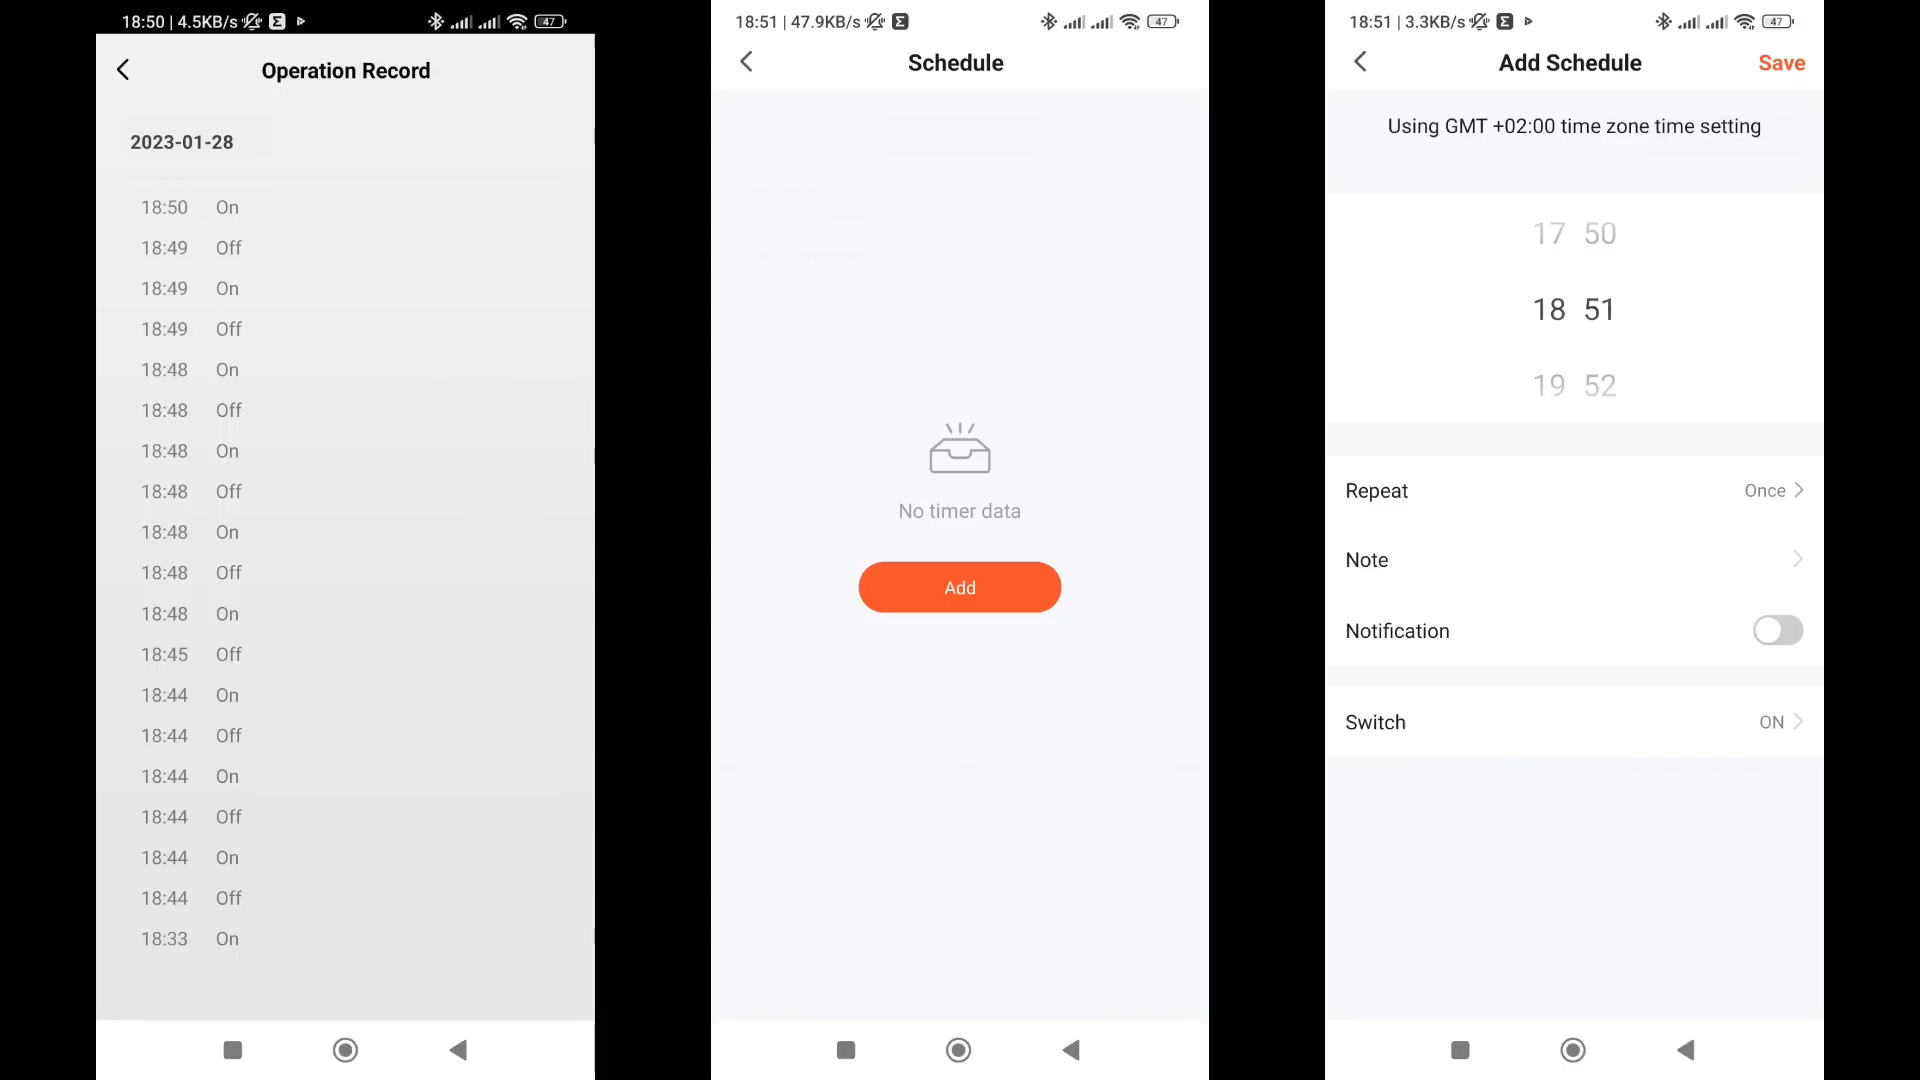 18:50 | 4.5KB/s
47
Operation Record
2023-01-28
18:50 On
18:49 Off
18:49 On
18:49 Off
18:48 On
18:48 Off
18:48 On
18:48 Off
18:48 On
18:48 Off
18:48 On
18:45 Off
18:44 On
18:44 Off
18:44 On
18:44 Off
18:44 On
18:44 Off
18:33 On
18:51 | 47.9KB/s
47
Schedule
No timer data
Add
18:51 | 3.3KB/s
47
Add Schedule
Save
Using GMT +02:00 time zone time setting
17 50
18 51
19 52
Repeat Once
Note
Notification
Switch ON